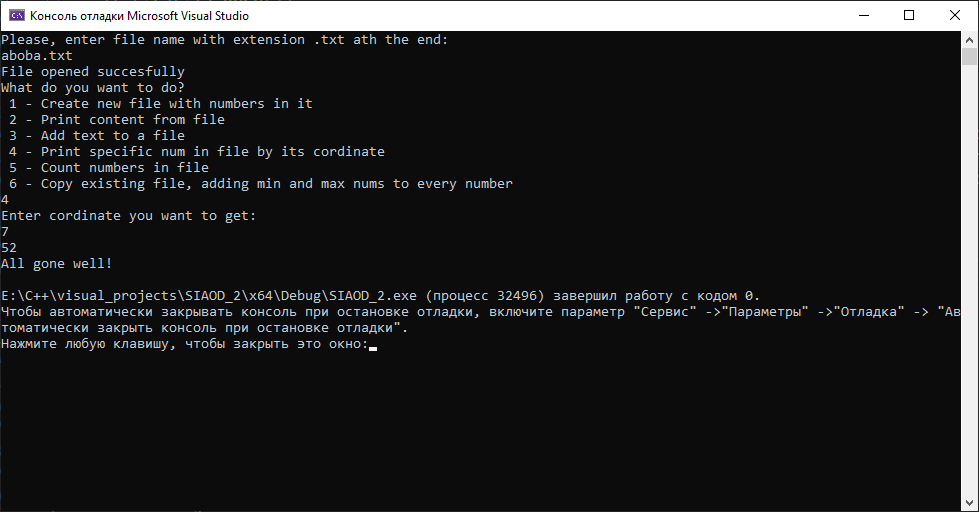 Консоль отладки Microsoft Visual Studio
Please, enter file name with extension .txt ath the end:
aboba.txt
File opened succesfully
What do you want to do?
1 - Create new file with numbers in it
2 - Print content from file
3 - Add text to a file
4 - Print specific num in file by its cordinate
5 - Count numbers in file
6 - Copy existing file, adding min and max nums to every number
4
Enter cordinate you want to get:
7
52
All gone well!
E:\C++\visual_projects\SIAOD_2\x64\Debug\SIAOD_2.exe (процесс 32496) завершил работу с кодом 0.
Чтобы автоматически закрывать консоль при остановке отладки, включите параметр "Сервис" ->"Параметры" ->"Отладка" -> "Ав
томатически закрыть консоль при остановке отладки".
Нажмите любую клавишу, чтобы закрыть это окно: